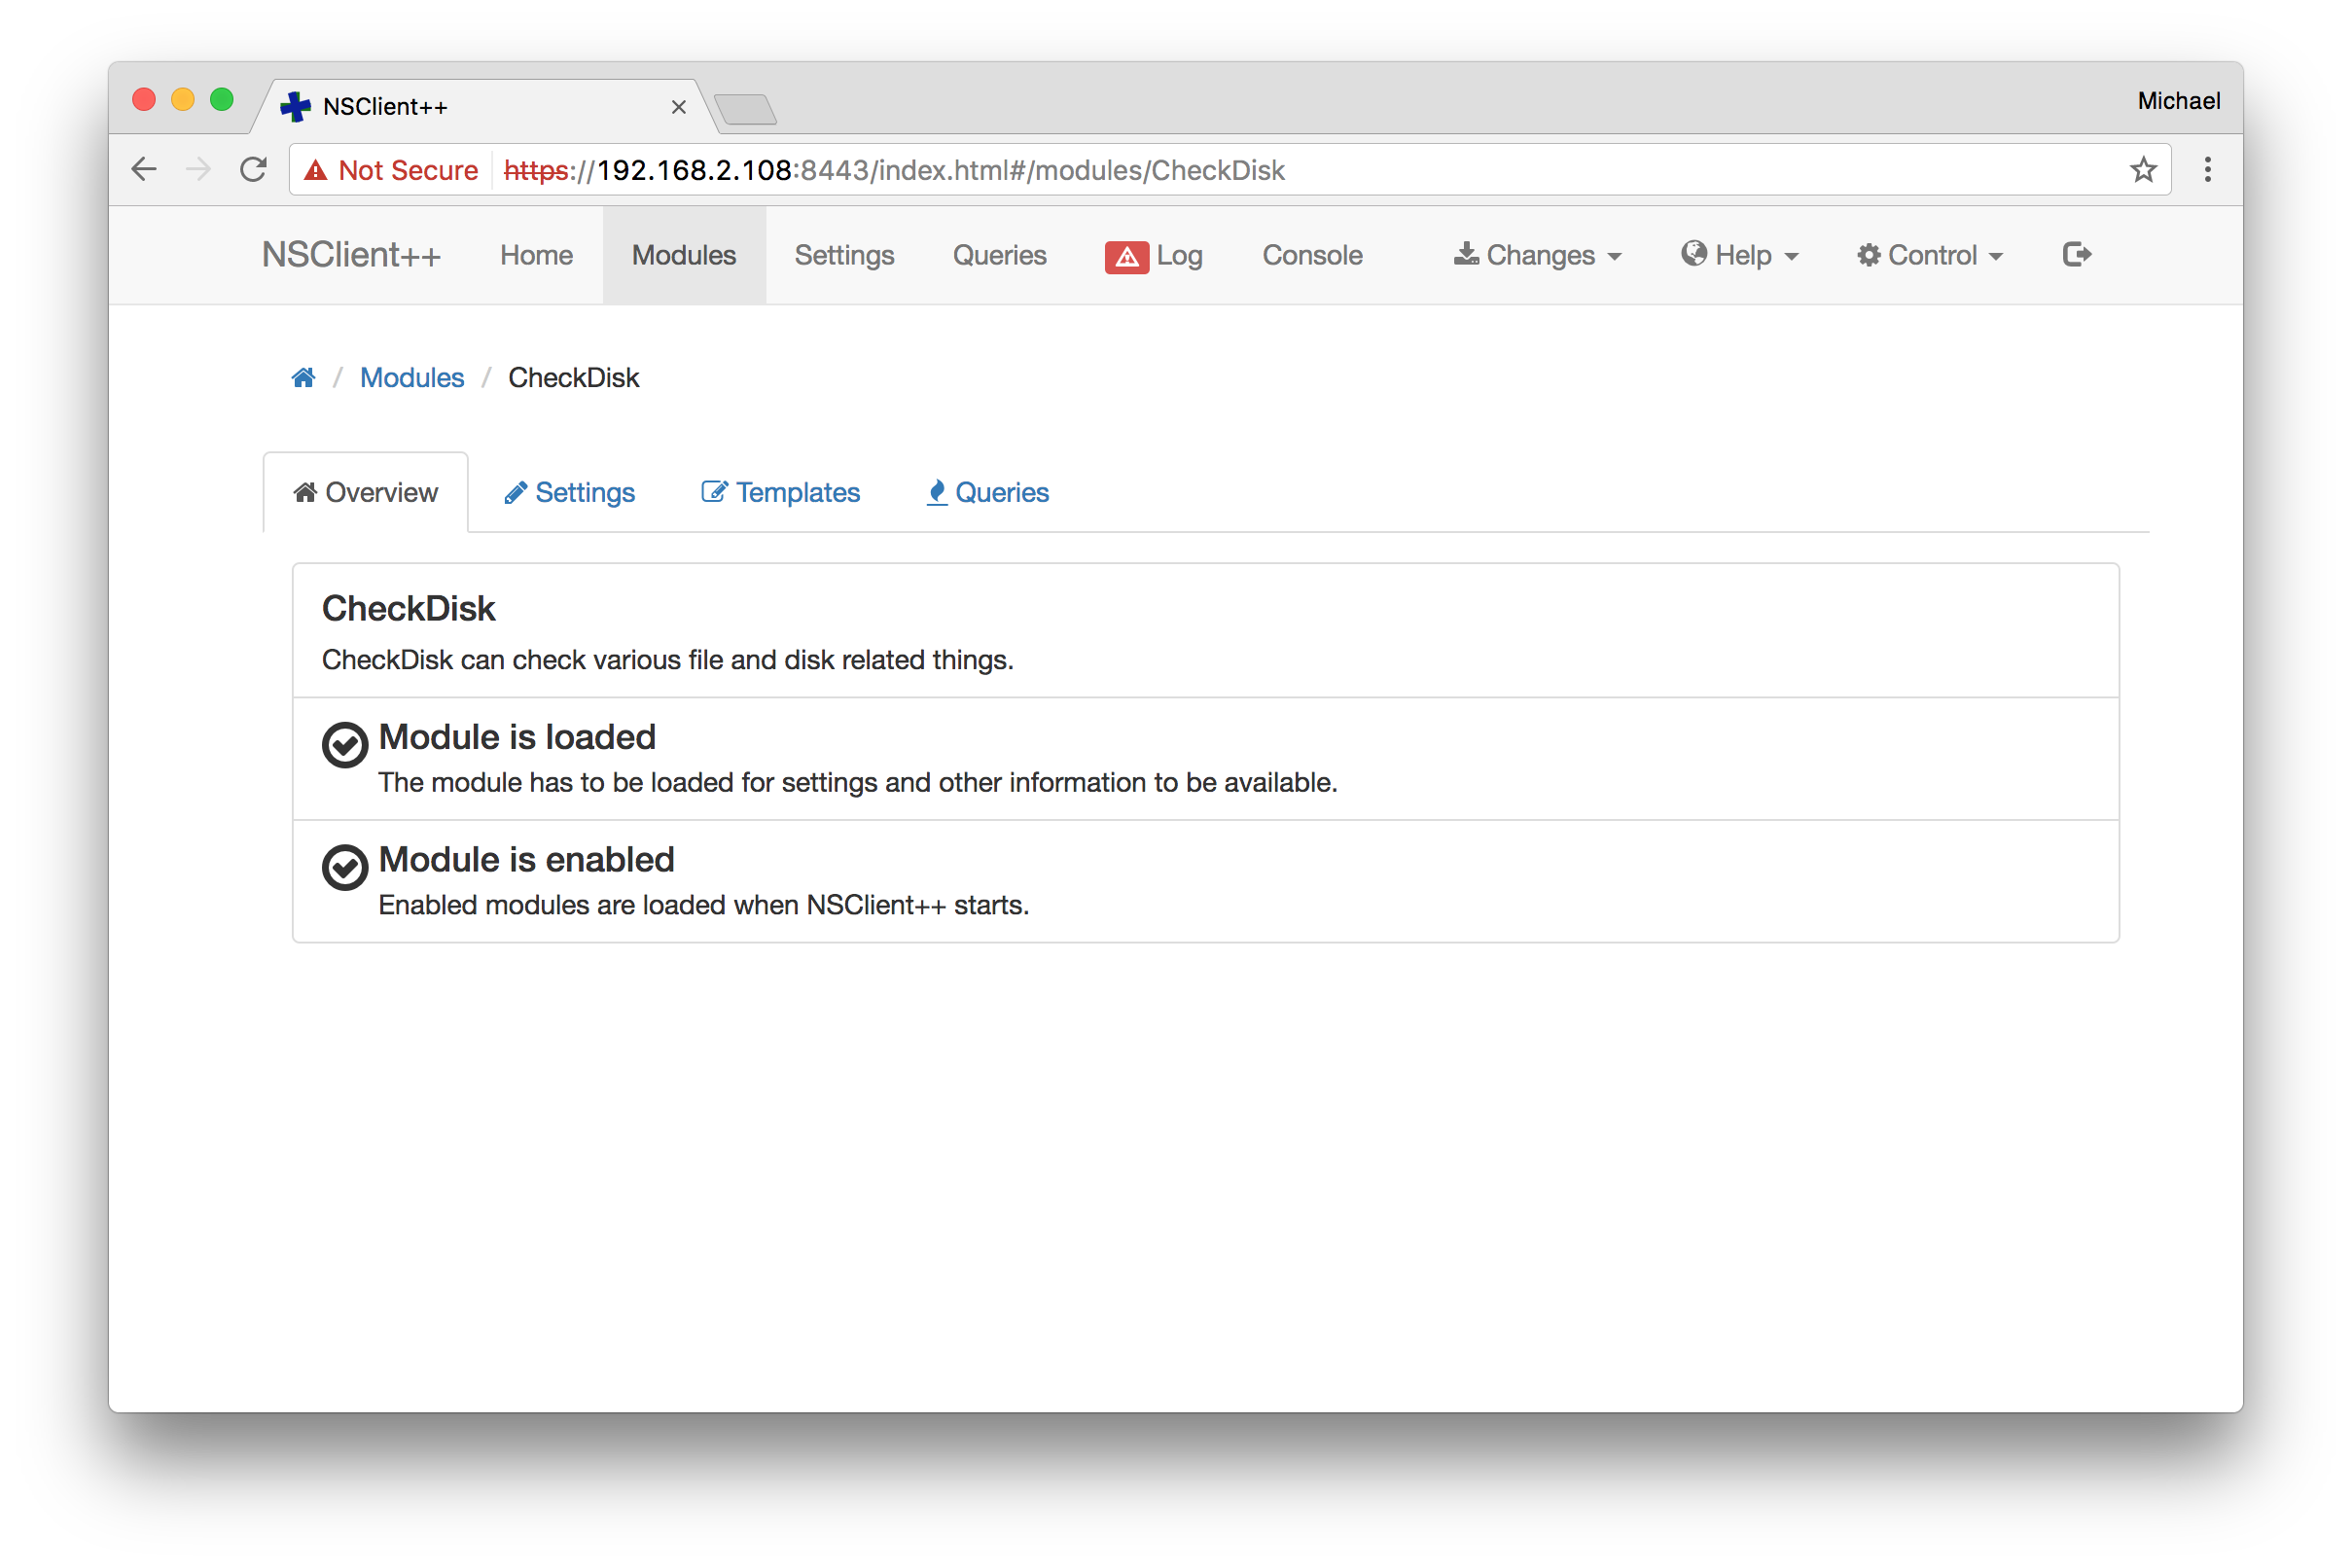 NSClient++
Michael
Not Secure https://192.168.2.108:8443/index.html#/modules/CheckDisk
NSClient++ Home Modules Settings Queries Log Console Changes Help Control
/ Modules / CheckDisk
Overview Settings Templates Queries
CheckDisk
CheckDisk can check various file and disk related things.
Module is loaded
The module has to be loaded for settings and other information to be available.
Module is enabled
Enabled modules are loaded when NSClient++ starts.